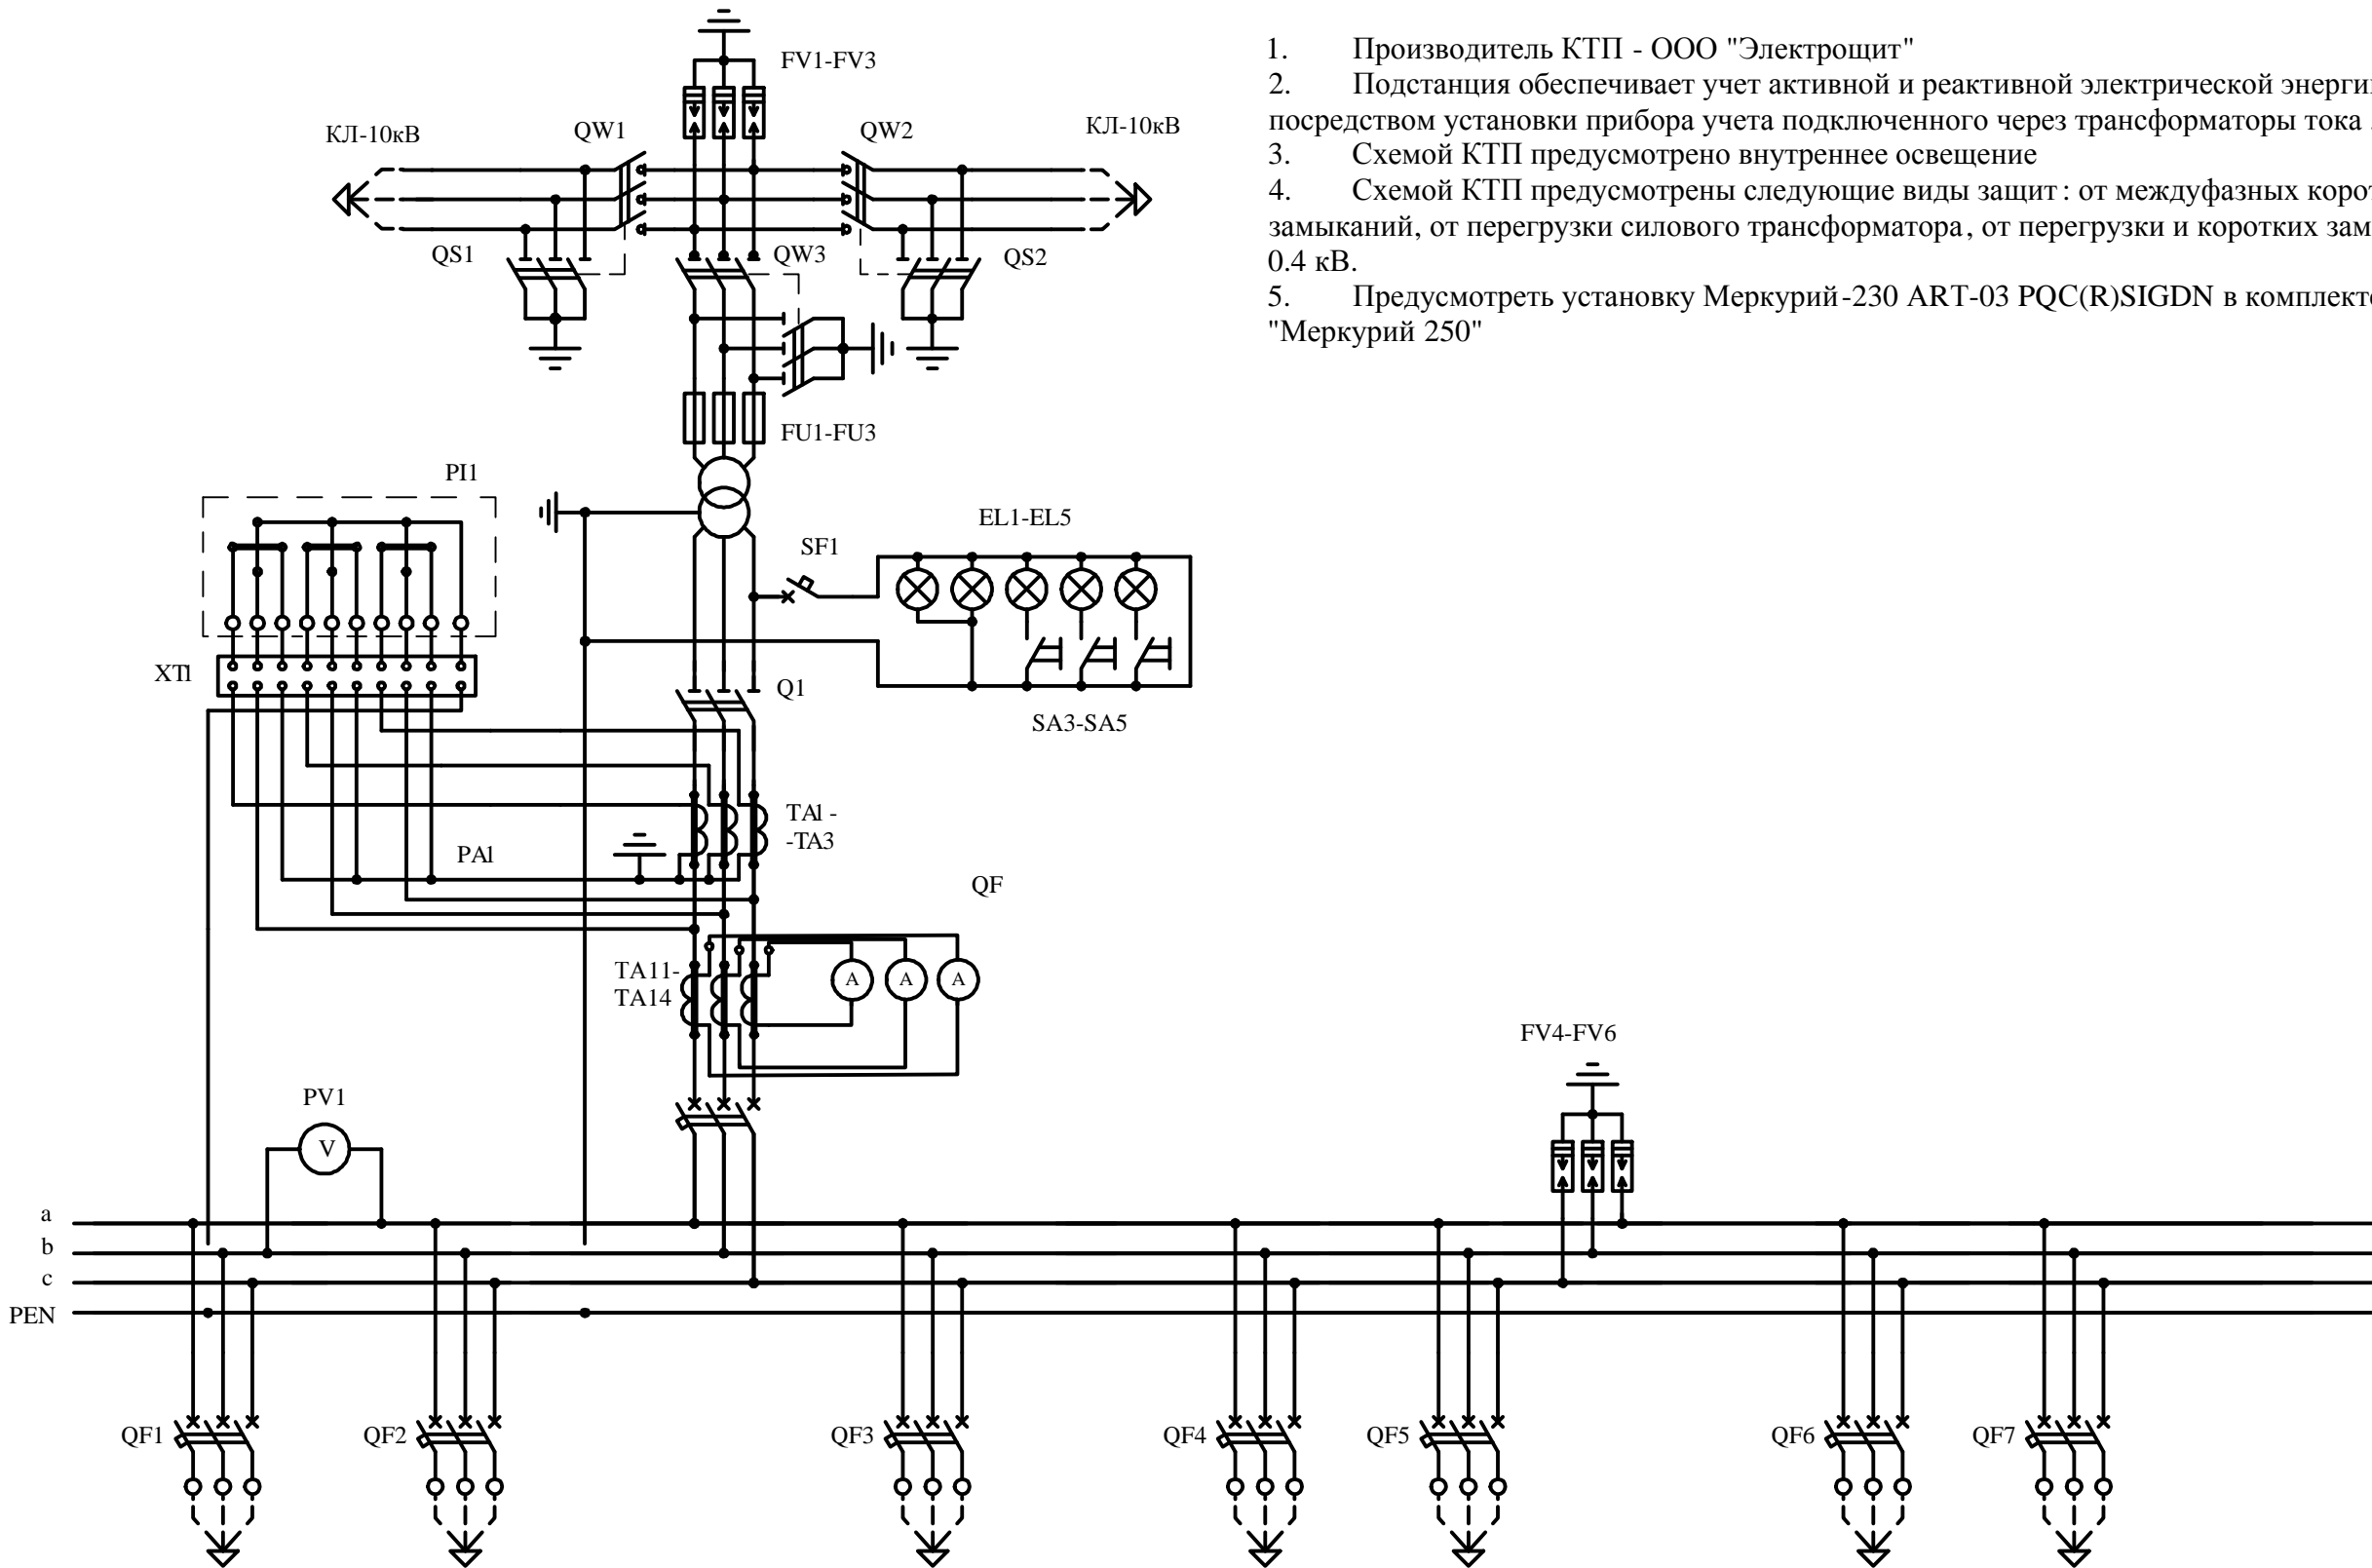 1. Производитель КТП - ООО "Электрощит"
2. Подстанция обеспечивает учет активной и реактивной электрической
посредством установки прибора учета подключенного через трансформаторы тока
3. Схемой КТП предусмотрено внутреннее освещение
4. Схемой КТП предусмотрены следующие виды защит: от междуфазных
замыканий, от перегрузки силового трансформатора, от перегрузки и коротких
0.4 кВ.
5. Предусмотреть установку Меркурий-230 ART-03 PQC(R)SIGDN в
"Меркурий 250"
FV1-FV3
КЛ-10кВ
QW1
QW2
КЛ-10кВ
QS1
QW3
QS2
FU1-FU3
PI1
EL1-EL5
SF1
XT1
Q1
SA3-SA5
TA1 -
-TA3
PA1
QF
TA11-
TA14
A
A
A
FV4-FV6
PV1
V
a
b
c
PEN
QF1
QF2
QF3
QF4
QF5
QF6
QF7